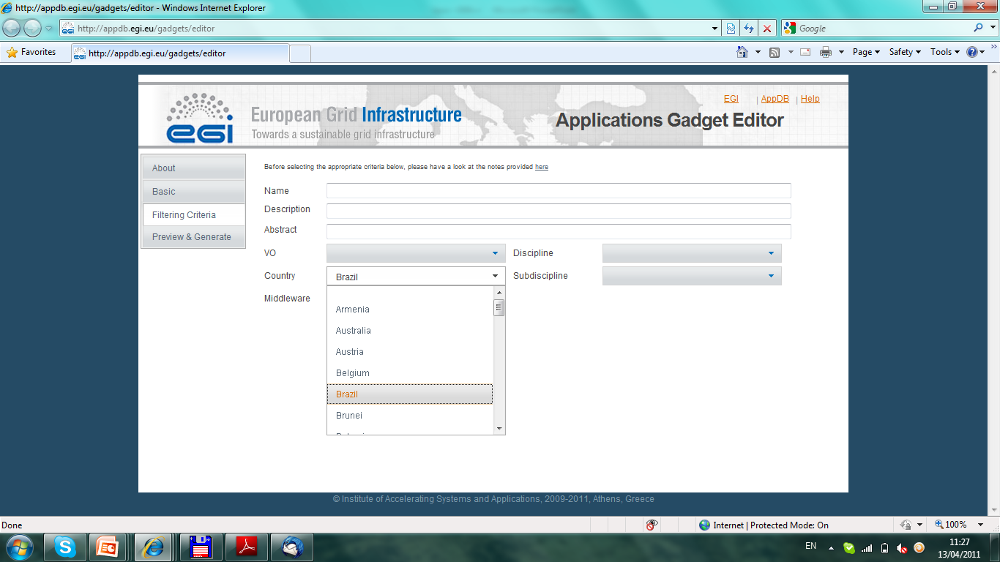 http://appdb.egi.eu/gadgets/editor - Windows Internet Explorer
http://appdb.egi.eu/gadgets/editor
Google
Favorites
http://appdb.egi.eu/gadgets/editor
Page
Safety
Tools
EGI | AppDB | Help
egi
European Grid Infrastructure
Towards a sustainable grid infrastructure
Applications Gadget Editor
About
Basic
Filtering Criteria
Preview & Generate
Before selecting the appropriate criteria below, please have a look at the notes provided here
Name
Description
Abstract
VO
Discipline
Country
Brazil
Subdiscipline
Middleware
Armenia
Australia
Austria
Belgium
Brazil
Brunei
© Institute of Accelerating Systems and Applications, 2009-2011, Athens, Greece
Done
Internet | Protected Mode: On
100%
EN
11:27
13/04/2011